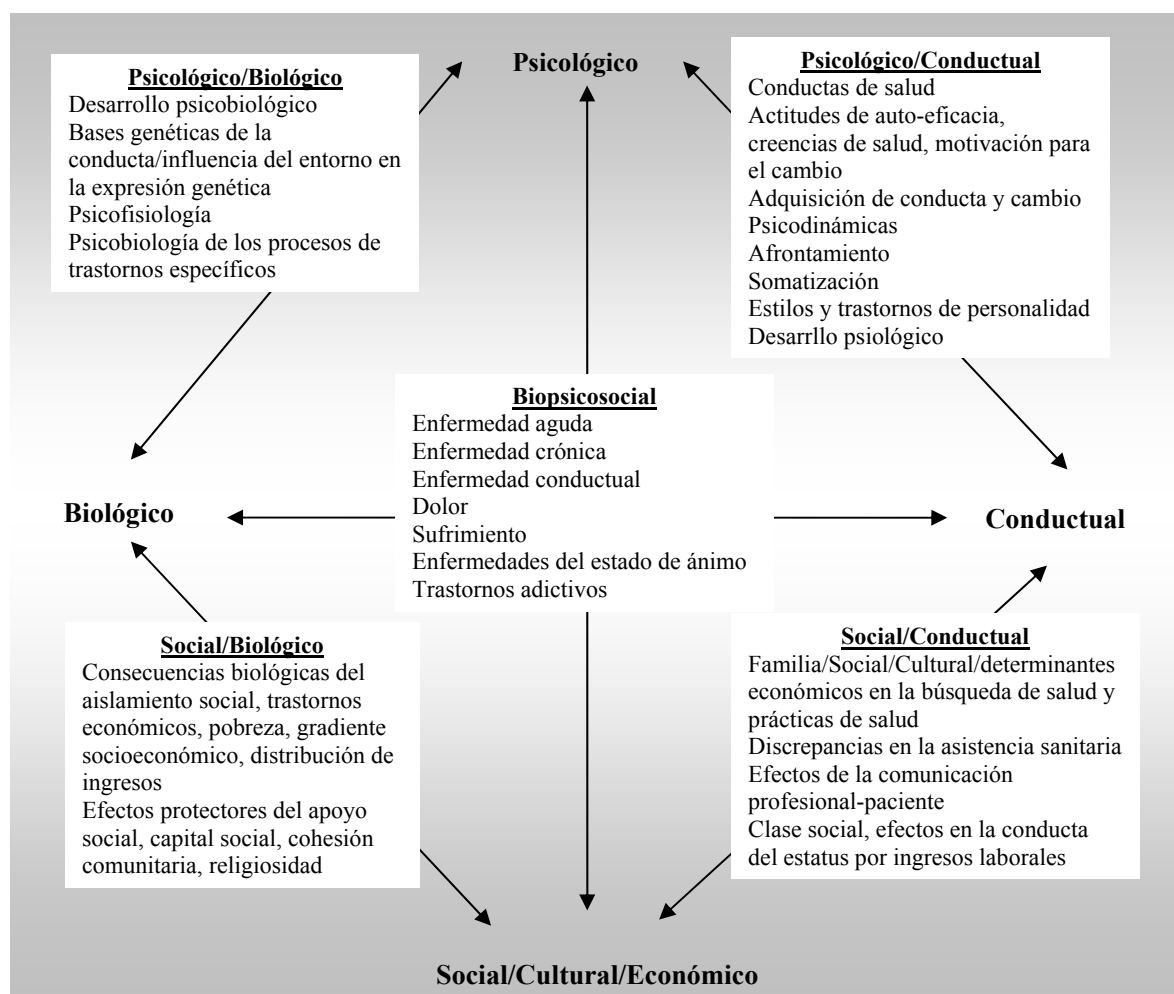 Psicológico
Psicológico/Biológico
Desarrollo psicobiológico
Bases genéticas de la
conducta/influencia del entorno en
la expresión genética
Psicofisiología
Psicobiología de los procesos de
trastornos específicos
Psicológico/Conductual
Conductas de salud
Actitudes de auto-eficacia,
creencias de salud, motivación para
el cambio
Adquisición de conducta y cambio
Psicodinámicas
Afrontamiento
Somatización
Estilos y trastornos de personalidad
Desarrllo psiológico
Biopsicosocial
Enfermedad aguda
Enfermedad crónica
Enfermedad conductual
Dolor
Sufrimiento
Enfermedades del estado de ánimo
Trastornos adictivos
Biológico
Conductual
Social/Biológico
Consecuencias biológicas del
aislamiento social, trastornos
económicos, pobreza, gradiente
socioeconómico, distribución de
ingresos
Efectos protectores del apoyo
social, capital social, cohesión
comunitaria, religiosidad
Social/Conductual
Familia/Social/Cultural/determinantes
económicos en la búsqueda de salud y
prácticas de salud
Discrepancias en la asistencia sanitaria
Efectos de la comunicación
profesional-paciente
Clase social, efectos en la conducta
del estatus por ingresos laborales
Social/Cultural/Económico